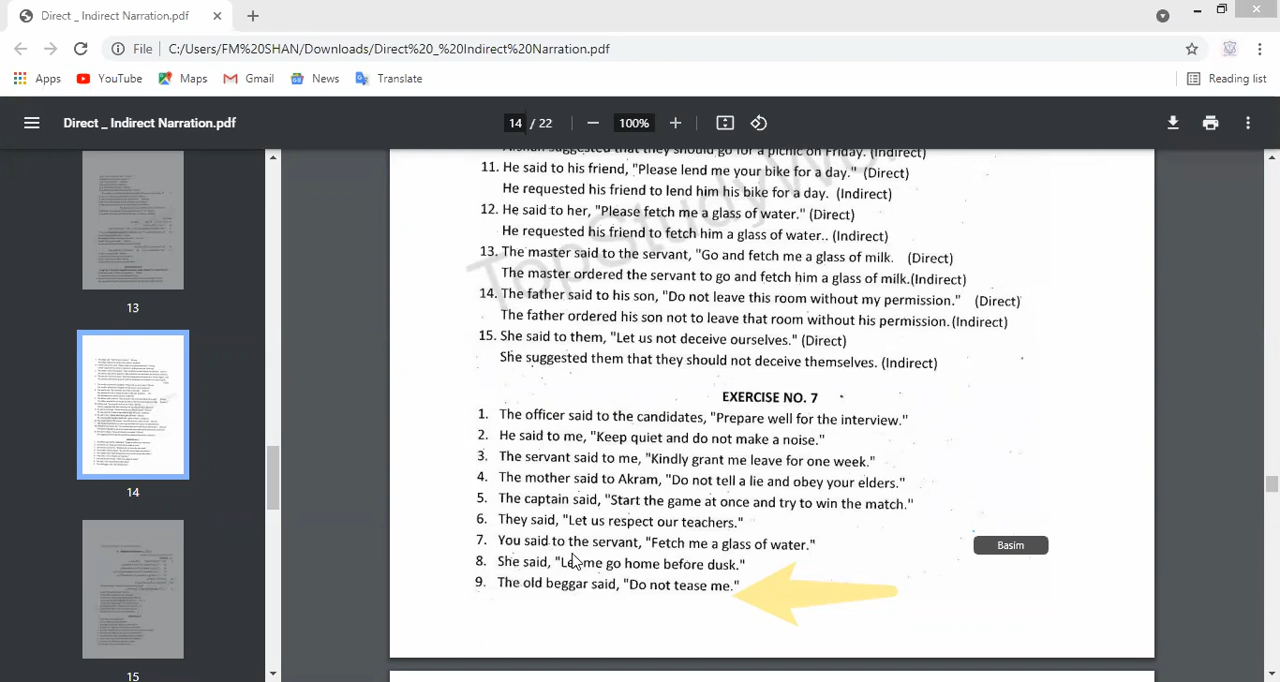 Direct _ Indirect Narration.pdf
File C:/Users/FM%20SHAN/Downloads/Direct%20_%20Indirect%20Narration.pdf
Apps YouTube Maps Gmail News Translate Reading list
Direct _ Indirect Narration.pdf 14 / 22 100%
suggested that they should go for a picnic on Friday. (Indirect)
11. He said to his friend, "Please lend me your bike for a day." (Direct)
He requested his friend to lend him his bike for a day. (Indirect)
12. He said to her, "Please fetch me a glass of water." (Direct)
He requested his friend to fetch him a glass of water. (Indirect)
13. The master said to the servant, "Go and fetch me a glass of milk. (Direct)
The master ordered the servant to go and fetch him a glass of milk.(Indirect)
14. The father said to his son, "Do not leave this room without my permission." (Direct)
The father ordered his son not to leave that room without his permission.(Indirect)
15. She said to them, "Let us not deceive ourselves." (Direct)
She suggested them that they should not deceive themselves. (Indirect)
EXERCISE NO. 7
1. The said to the candidates, "Prepare well for the interview."
2. He said to "Keep quiet and do not make a noise."
3. The said to me, "Kindly grant me leave for one week."
4. The mother said to Akram, "Do not tell a lie and obey your elders."
5. The captain said, "Start the game at once and try to win the match."
6. They said, "Let us respect our teachers."
7. You said to the servant, "Fetch me a glass of water."
8. She said, "Let me go home before dusk."
9. The old beggar said, "Do not tease me."
Basim
13
14
15